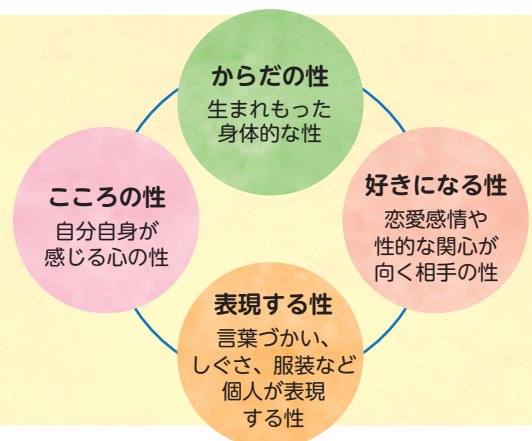 からだの性
生まれもった
身体的な性
こころの性
自分自身が
感じる心の性
好きになる性
恋愛感情や
性的な関心が
向く相手の性
表現する性
言葉づかい、
しぐさ、服装など
個人が表現
する性